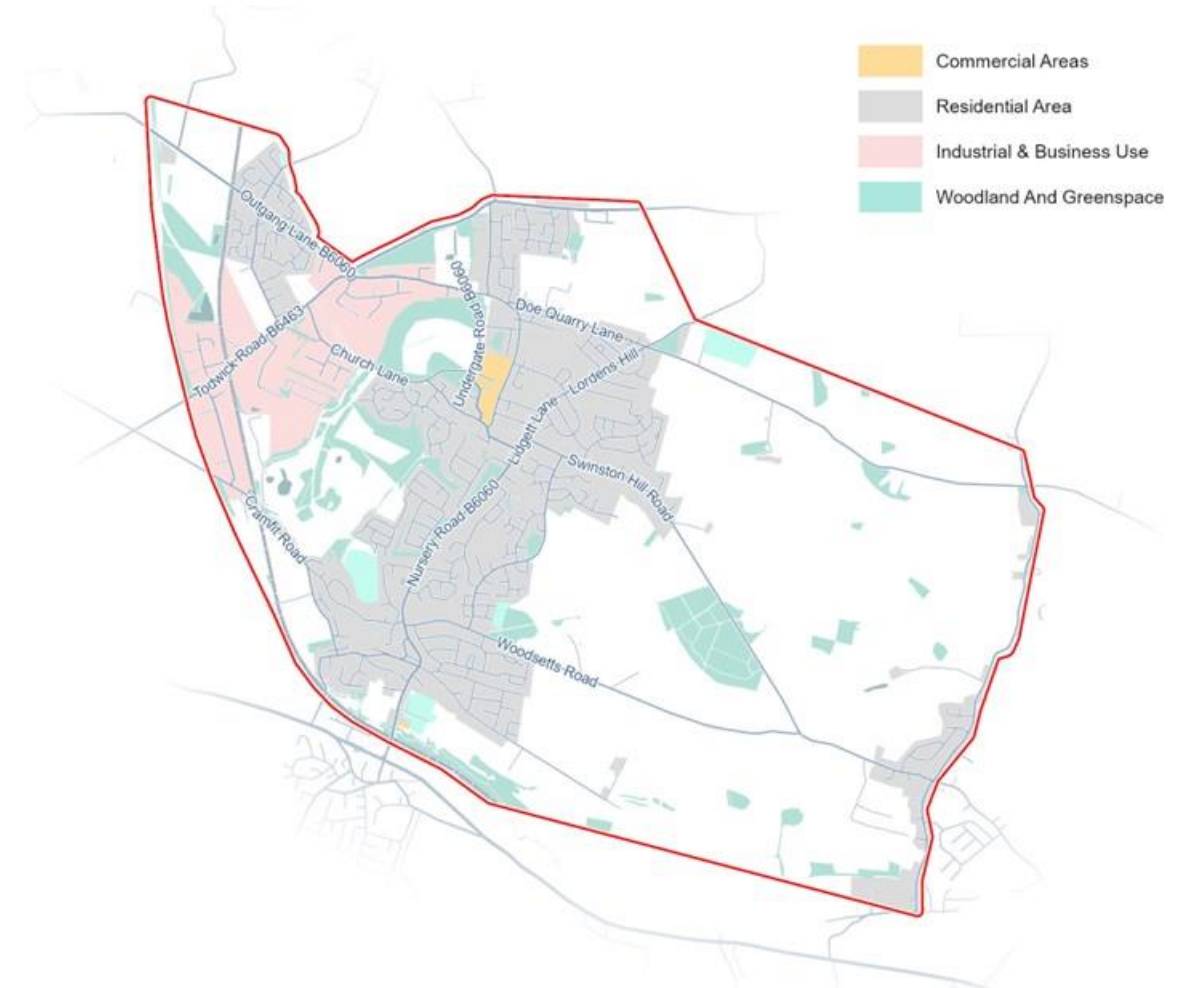 Commercial Areas
Residential Area
Industrial & Business Use
Woodland And Greenspace
Outgang Lane B6060
Undergate Road B6060
Doe Quarry Lane
Todwick Road B6463
Church Lane
Lordens Hill
Lidgett Lane
Swinston Hill Road
Nursery Road B6060
Cramfit Road
Woodsetts Road